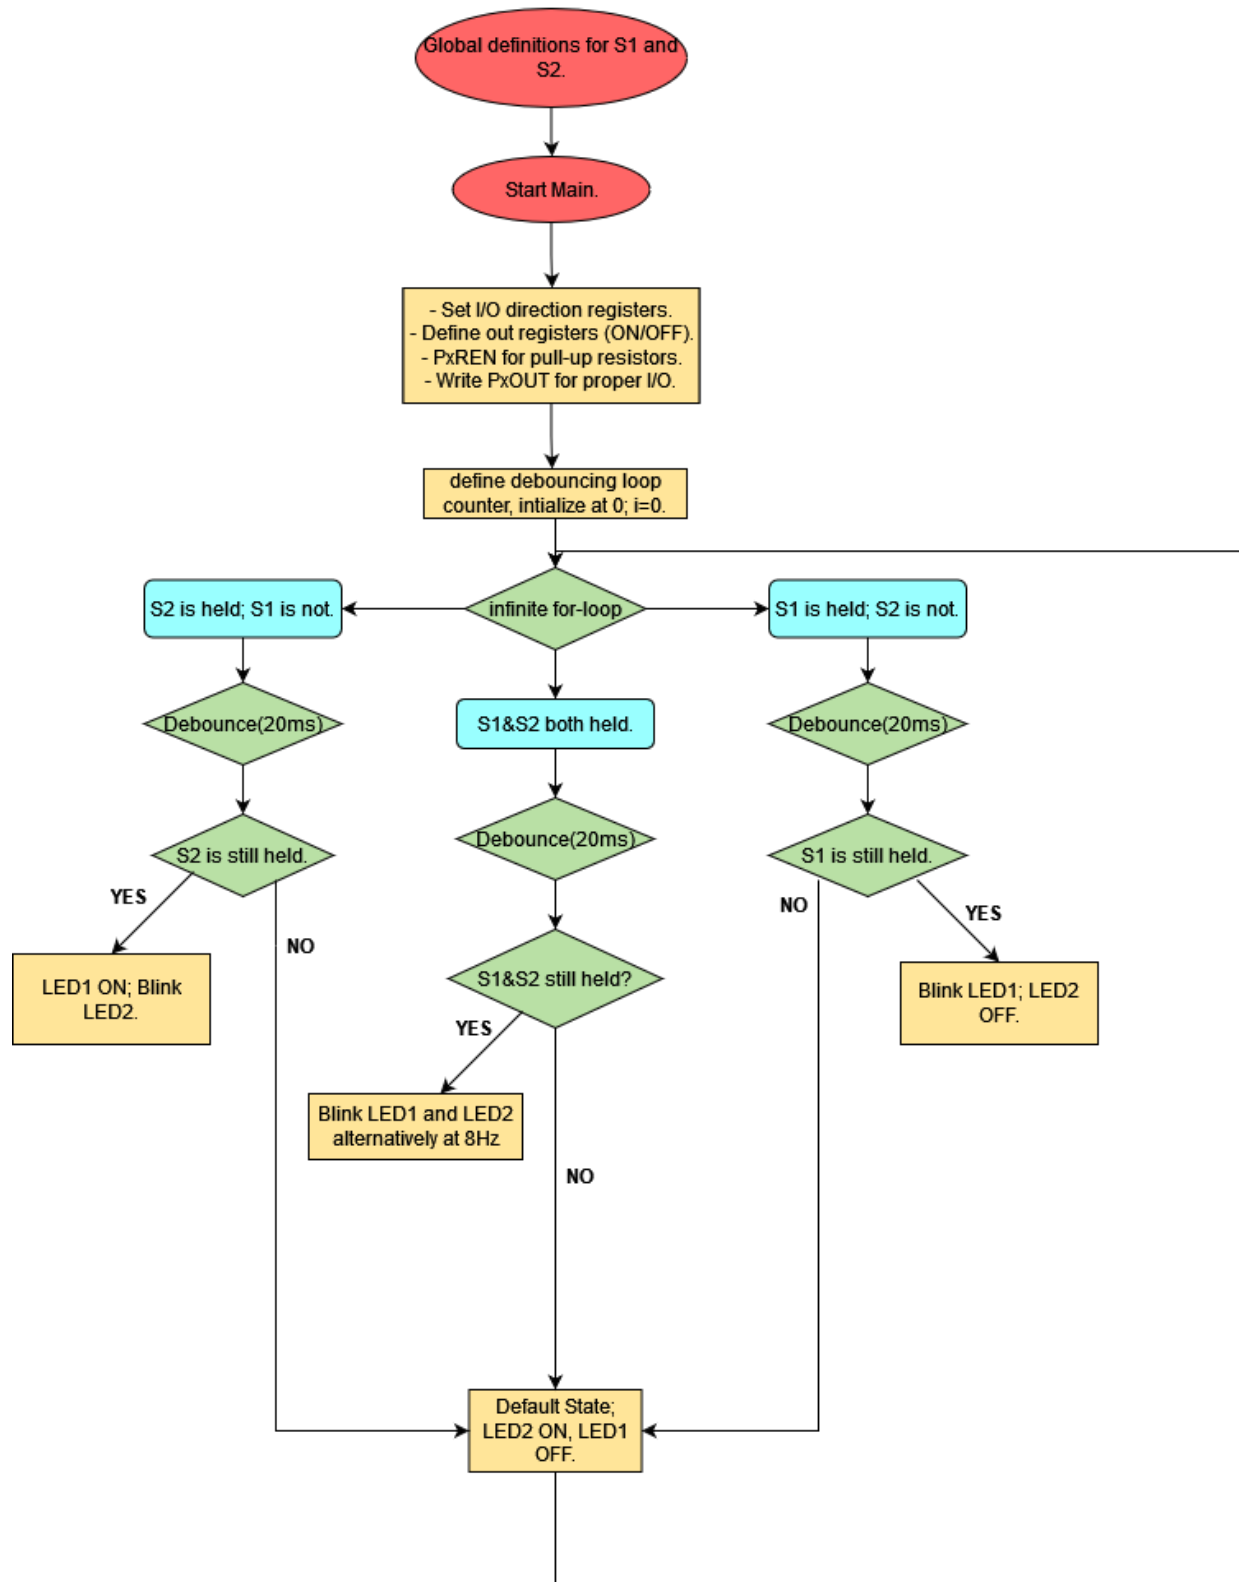 Global definitions for S1 and
S2.
Start Main.
- Set I/O direction registers.
- Define out registers (ON/OFF).
- PxREN for pull-up resistors.
- Write PxOUT for proper I/O.
define debouncing loop
counter, intialize at 0; i=0.
S2 is held; S1 is not.
infinite for-loop
S1 is held; S2 is not.
Debounce(20ms)
S1&S2 both held.
Debounce(20ms)
Debounce(20ms)
S2 is still held.
S1 is still held.
YES
NO
NO
YES
LED1 ON; Blink
LED2.
S1&S2 still held?
Blink LED1; LED2
OFF.
YES
Blink LED1 and LED2
alternatively at 8Hz
NO
Default State;
LED2 ON, LED1
OFF.